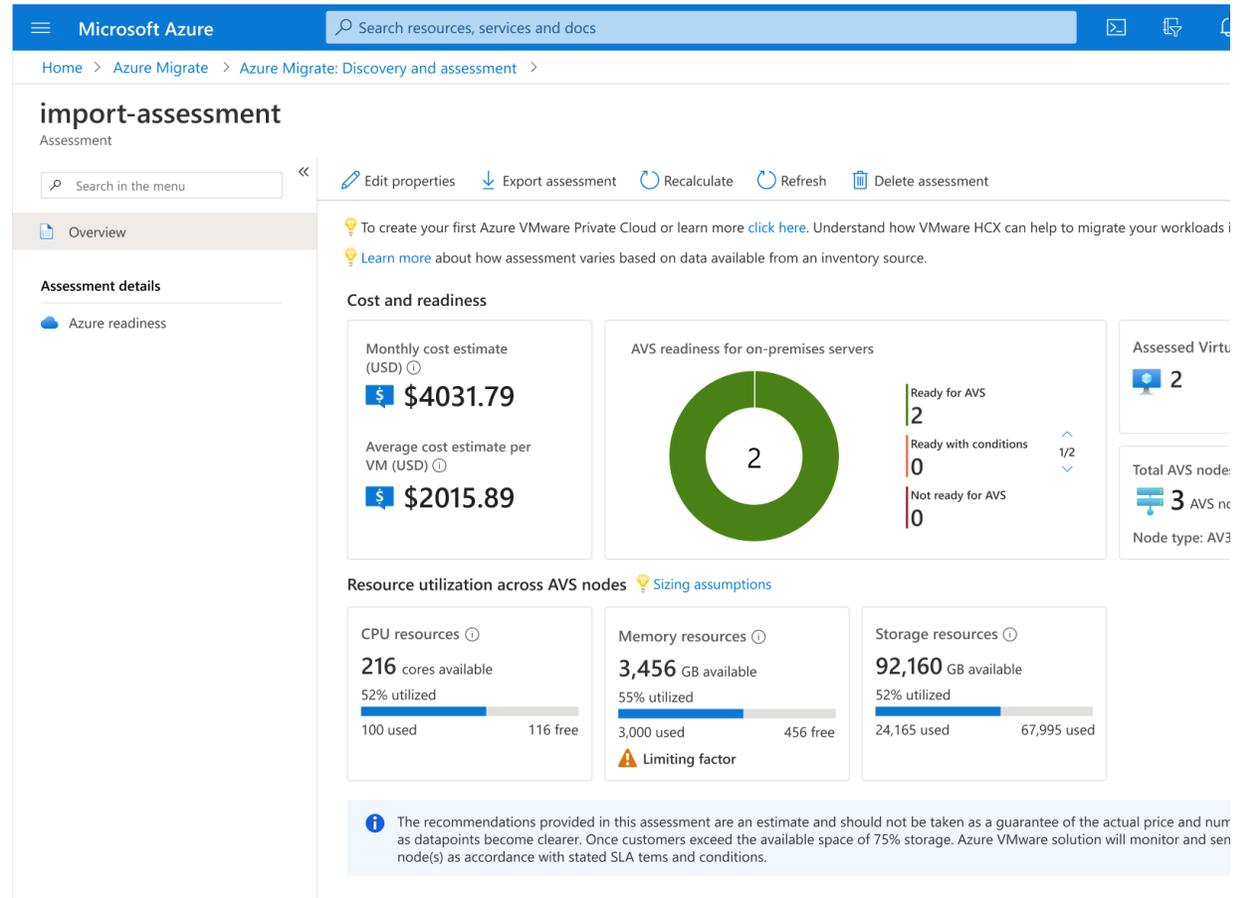 Microsoft Azure
Search resources, services and docs
Home > Azure Migrate > Azure Migrate: Discovery and assessment >
import-assessment
Assessment
Search in the menu
«
Overview
Assessment details
Azure readiness
Edit properties
Export assessment
Recalculate
Refresh
Delete assessment
To create your first Azure VMware Private Cloud or learn more click here. Understand how VMware HCX can help to migrate your workloads i
Learn more about how assessment varies based on data available from an inventory source.
Cost and readiness
Monthly cost estimate
(USD)
$4031.79
Average cost estimate per
VM (USD)
$2015.89
AVS readiness for on-premises servers
2
Ready for AVS
2
Ready with conditions
0
Not ready for AVS
0
1/2
Assessed Virtu
2
Total AVS nodes
3 AVS no
Node type: AV3
Resource utilization across AVS nodes
Sizing assumptions
CPU resources
216 cores available
52% utilized
100 used 116 free
Memory resources
3,456 GB available
55% utilized
3,000 used 456 free
Limiting factor
Storage resources
92,160 GB available
52% utilized
24,165 used 67,995 used
The recommendations provided in this assessment are an estimate and should not be taken as a guarantee of the actual price and num
as datapoints become clearer. Once customers exceed the available space of 75% storage. Azure VMware solution will monitor and sen
node(s) as accordance with stated SLA tems and conditions.